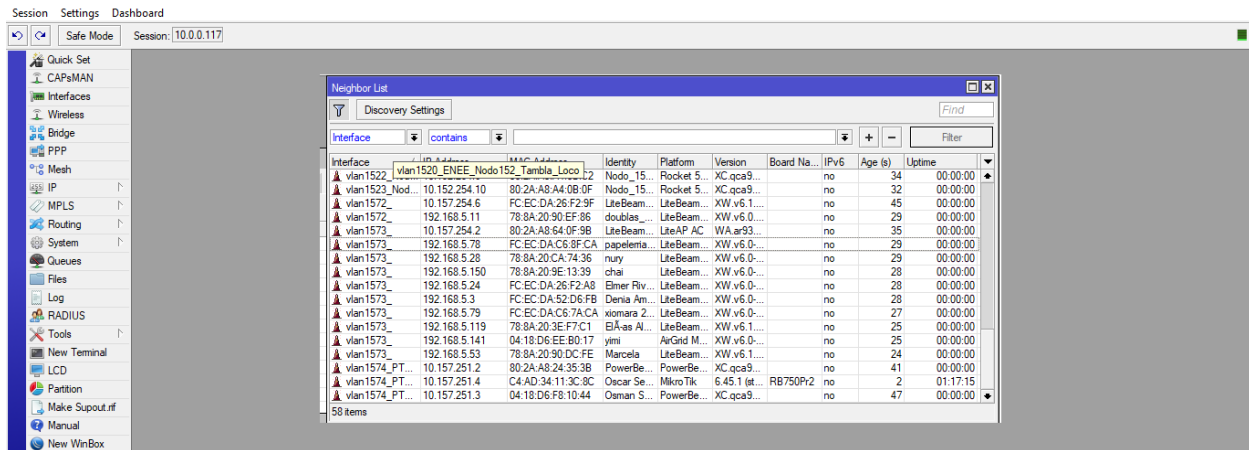 Session Settings Dashboard
Safe Mode Session: 10.0.0.117
Quick Set
CAPsMAN
Interfaces
Wireless
Bridge
PPP
Mesh
IP
MPLS
Routing
System
Queues
Files
Log
RADIUS
Tools
New Terminal
LCD
Partition
Make Supout.rif
Manual
New WinBox
Neighbor List
Discovery Settings Find
Interface contains Filter
Interface Identity Platform Version Board Na... IPv6 Age (s) Uptime
vlan1520_ENEE_Nodo152_Tambla_Loco
vlan1522_ Nodo_15... Rocket 5... XC.qca9... no 34 00:00:00
vlan1523_Nod... 10.152.254.10 80:2A:A8:A4:0B:0F Nodo_15... Rocket 5... XC.qca9... no 32 00:00:00
vlan1572_ 10.157.254.6 FC:EC:DA:26:F2:9F LiteBeam... LiteBeam... XW.v6.1.... no 45 00:00:00
vlan1573_ 192.168.5.11 78:8A:20:90:EF:86 doublas_... LiteBeam... XW.v6.0-... no 29 00:00:00
vlan1573_ 10.157.254.2 80:2A:A8:64:0F:9B LiteBeam... LiteAP AC WA.ar93... no 35 00:00:00
vlan1573_ 192.168.5.78 FC:EC:DA:C6:8F:CA papeleria... LiteBeam... XW.v6.0-... no 29 00:00:00
vlan1573_ 192.168.5.28 78:8A:20:CA:74:36 nury LiteBeam... XW.v6.0-... no 29 00:00:00
vlan1573_ 192.168.5.150 78:8A:20:9E:13:39 chai LiteBeam... XW.v6.0-... no 28 00:00:00
vlan1573_ 192.168.5.24 FC:EC:DA:26:F2:A8 Elmer Riv... LiteBeam... XW.v6.0-... no 28 00:00:00
vlan1573_ 192.168.5.3 FC:EC:DA:52:D6:FB Denia Am... LiteBeam... XW.v6.0-... no 28 00:00:00
vlan1573_ 192.168.5.79 FC:EC:DA:C6:7A:CA xiomara 2... LiteBeam... XW.v6.0-... no 27 00:00:00
vlan1573_ 192.168.5.119 78:8A:20:3E:F7:C1 ElÃ-as Al... LiteBeam... XW.v6.1.... no 25 00:00:00
vlan1573_ 192.168.5.141 04:18:D6:EE:B0:17 yimi AirGrid M... XW.v6.0-... no 25 00:00:00
vlan1573_ 192.168.5.53 78:8A:20:90:DC:FE Marcela LiteBeam... XW.v6.1.... no 24 00:00:00
vlan1574_PT... 10.157.251.2 80:2A:A8:24:35:3B PowerBe... PowerBe... XC.qca9... no 41 00:00:00
vlan1574_PT... 10.157.251.4 C4:AD:34:11:3C:8C Oscar Se... MikroTik 6.45.1 (st... RB750Pr2 no 2 01:17:15
vlan1574_PT... 10.157.251.3 04:18:D6:F8:10:44 Osman S... PowerBe... XC.qca9... no 47 00:00:00
58 items